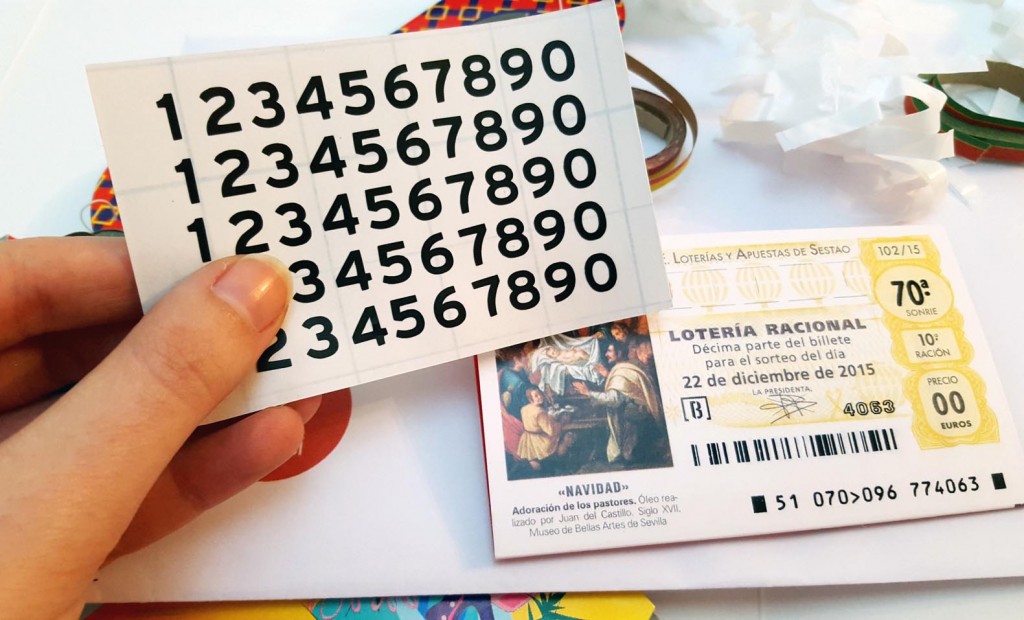 1234567890
1234567890
1234567890
34567890
234567890
E. LOTERÍAS Y APUESTAS DE SESTAO
102/15
70ª
SONRIE
LOTERÍA RACIONAL
Décima parte del billete
para el sorteo del día
22 de diciembre de 2015
LA PRESIDENTA,
B
4063
10ª
RACIÓN
PRECIO
00
EUROS
«NAVIDAD»
Adoración de los pastores. Óleo rea-
lizado por Juan del Castillo. Siglo XVII.
Museo de Bellas Artes de Sevilla
51 070>096 774063